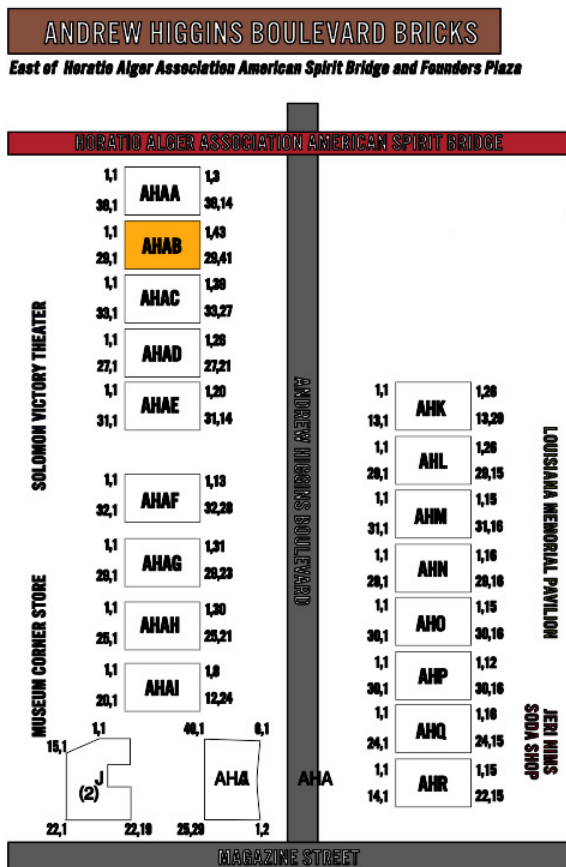 ANDREW HIGGINS BOULEVARD BRICKS
East of Horatio Alger Association American Spirit Bridge and Founders Plaza
HORATIO ALGER ASSOCIATION AMERICAN SPIRIT BRIDGE
1,1 AHAA 1,3
38,1 38,14
1,1 AHAB 1,43
29,1 29,41
1,1 AHAC 1,39
33,1 33,27
1,1 AHAD 1,26
27,1 27,21
1,1 AHAE 1,20
31,1 31,14
1,1 AHAF 1,13
32,1 32,28
1,1 AHAG 1,31
29,1 29,23
1,1 AHAH 1,30
25,1 25,21
1,1 AHAI 1,8
20,1 12,24
SOLOMON VICTORY THEATER
MUSEUM CORNER STORE
1,1
15,1
J
(2)
22,1 22,19
40,1 6,1
25,29 1,2
AHA
ANDREW HIGGINS BOULEVARD
1,1 AHK 1,26
13,1 13,29
1,1 AHL 1,26
29,1 29,15
1,1 AHM 1,15
31,1 31,16
1,1 AHN 1,16
29,1 29,16
1,1 AHO 1,15
30,1 30,16
1,1 AHP 1,12
30,1 30,16
1,1 AHQ 1,16
24,1 24,15
1,1 AHR 1,15
14,1 22,15
LOUISIANA MEMORIAL PAVILION
JERI NIMS
SODA SHOP
MAGAZINE STREET